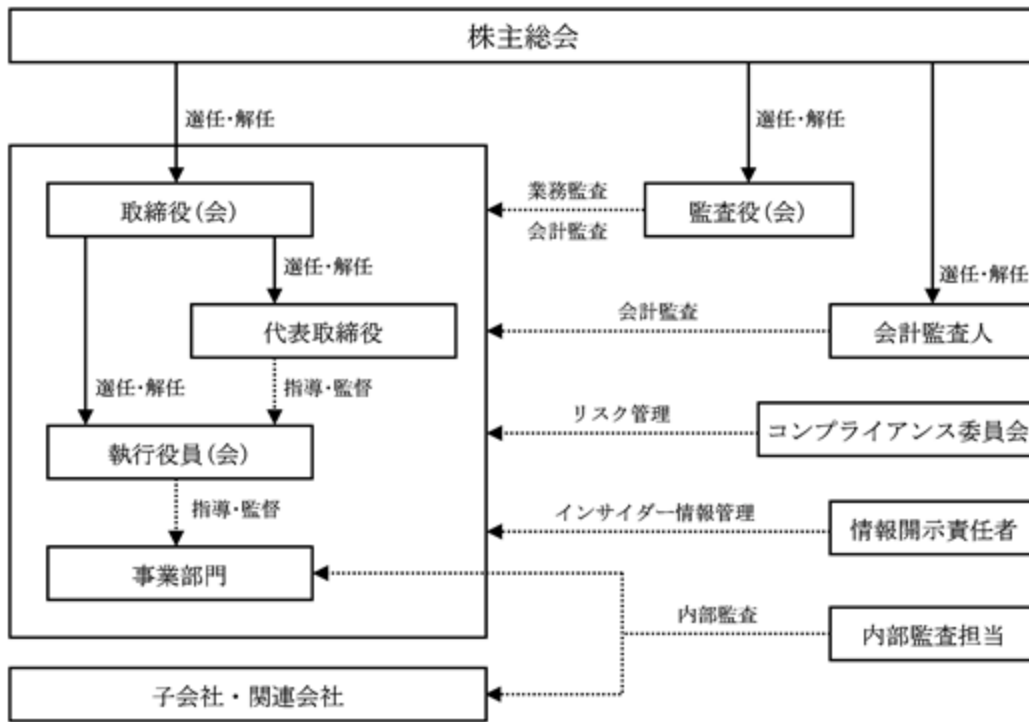 株主総会
選任・解任
選任・解任
取締役(会)
業務監査
会計監査
監査役(会)
選任・解任
選任・解任
代表取締役
会計監査
会計監査人
選任・解任
指導・監督
リスク管理
コンプライアンス委員会
執行役員(会)
指導・監督
インサイダー情報管理
情報開示責任者
事業部門
内部監査
内部監査担当
子会社・関連会社